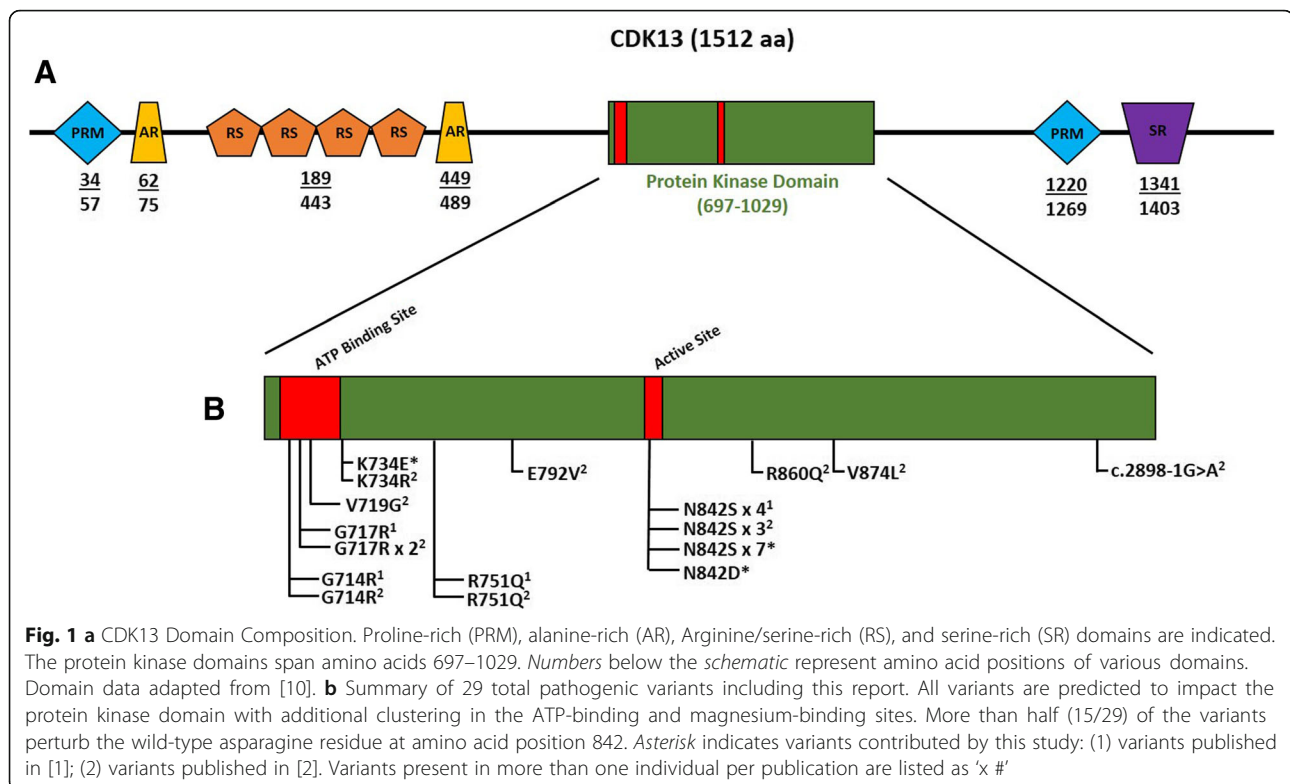 CDK13 (1512 aa)
A
PRM AR RS RS RS RS AR PRM SR
34 62 189 449 1220 1341
57 75 443 489 1269 1403
Protein Kinase Domain
(697-1029)
ATP Binding Site
Active Site
B
K734E*
K734R²
V719G²
G717R¹
G717R x 2²
G714R¹
G714R²
R751Q¹
R751Q²
E792V²
N842S x 4¹
N842S x 3²
N842S x 7*
N842D*
R860Q²
V874L²
c.2898-1G>A²
Fig. 1 a CDK13 Domain Composition. Proline-rich (PRM), alanine-rich (AR), Arginine/serine-rich (RS), and serine-rich (SR) domains are indicated.
The protein kinase domains span amino acids 697–1029. Numbers below the schematic represent amino acid positions of various domains.
Domain data adapted from [10]. b Summary of 29 total pathogenic variants including this report. All variants are predicted to impact the
protein kinase domain with additional clustering in the ATP-binding and magnesium-binding sites. More than half (15/29) of the variants
perturb the wild-type asparagine residue at amino acid position 842. Asterisk indicates variants contributed by this study: (1) variants published
in [1]; (2) variants published in [2]. Variants present in more than one individual per publication are listed as ‘x #’